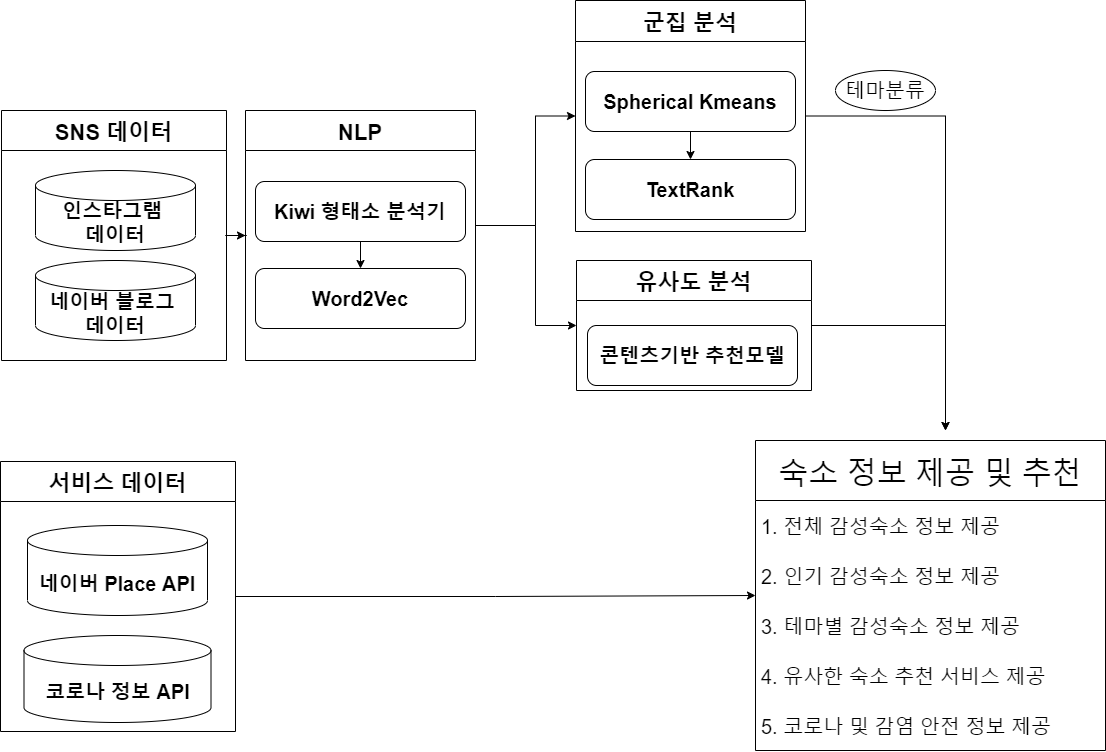 SNS 데이터
인스타그램
데이터
네이버 블로그
데이터
NLP
Kiwi 형태소 분석기
Word2Vec
군집 분석
Spherical Kmeans
TextRank
테마분류
유사도 분석
콘텐츠기반 추천모델
서비스 데이터
네이버 Place API
코로나 정보 API
숙소 정보 제공 및 추천
1. 전체 감성숙소 정보 제공
2. 인기 감성숙소 정보 제공
3. 테마별 감성숙소 정보 제공
4. 유사한 숙소 추천 서비스 제공
5. 코로나 및 감염 안전 정보 제공